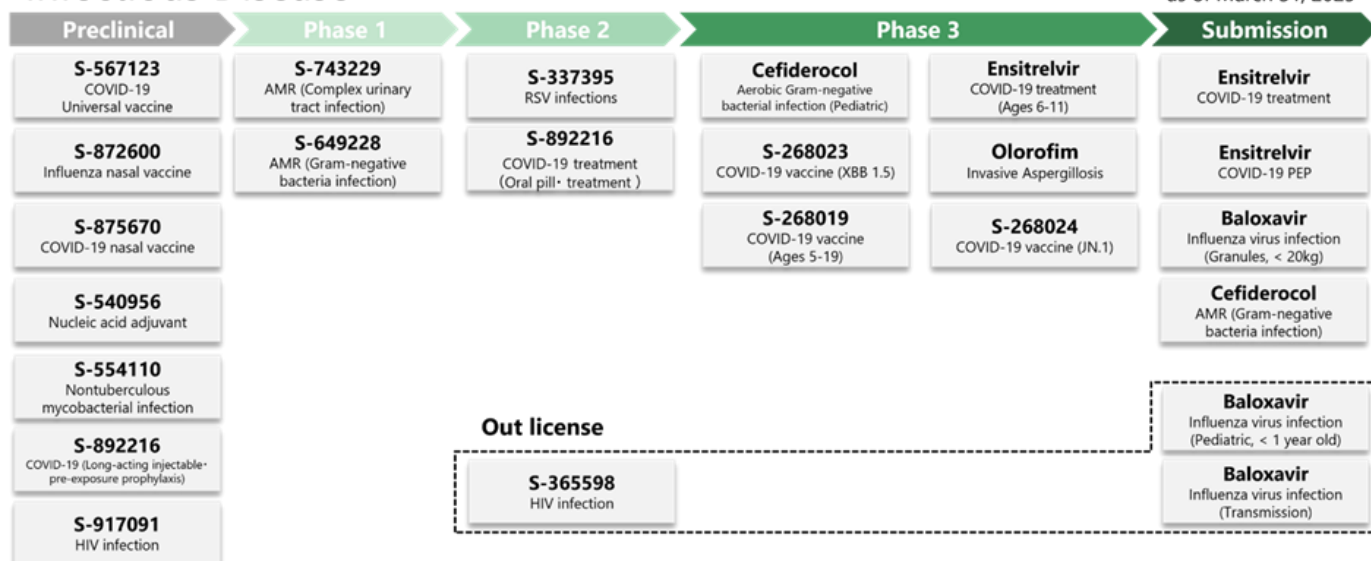 Preclinical
Phase 1
Phase 2
Phase 3
Submission
S-567123
COVID-19
Universal vaccine
S-872600
Influenza nasal vaccine
S-875670
COVID-19 nasal vaccine
S-540956
Nucleic acid adjuvant
S-554110
Nontuberculous
mycobacterial infection
S-892216
COVID-19 (Long-acting injectable･
pre-exposure prophylaxis)
S-917091
HIV infection
S-743229
AMR (Complex urinary
tract infection)
S-649228
AMR (Gram-negative
bacteria infection)
S-337395
RSV infections
S-892216
COVID-19 treatment
(Oral pill･ treatment )
Cefiderocol
Aerobic Gram-negative
bacterial infection (Pediatric)
S-268023
COVID-19 vaccine (XBB 1.5)
S-268019
COVID-19 vaccine
(Ages 5-19)
Ensitrelvir
COVID-19 treatment
(Ages 6-11)
Olorofim
Invasive Aspergillosis
S-268024
COVID-19 vaccine (JN.1)
Ensitrelvir
COVID-19 treatment
Ensitrelvir
COVID-19 PEP
Baloxavir
Influenza virus infection
(Granules, < 20kg)
Cefiderocol
AMR (Gram-negative
bacteria infection)
Out license
S-365598
HIV infection
Baloxavir
Influenza virus infection
(Pediatric, < 1 year old)
Baloxavir
Influenza virus infection
(Transmission)